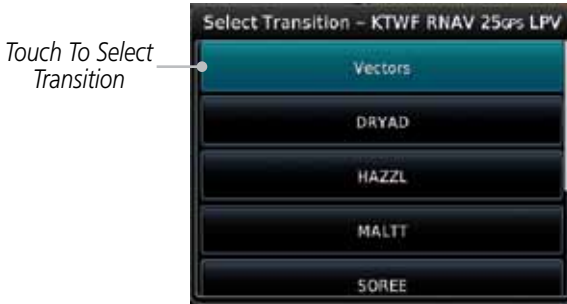 Select Transition – KTWF RNAV 25GPS LPV
Touch To Select
Transition
Vectors
DRYAD
HAZZL
MALTT
SOREE